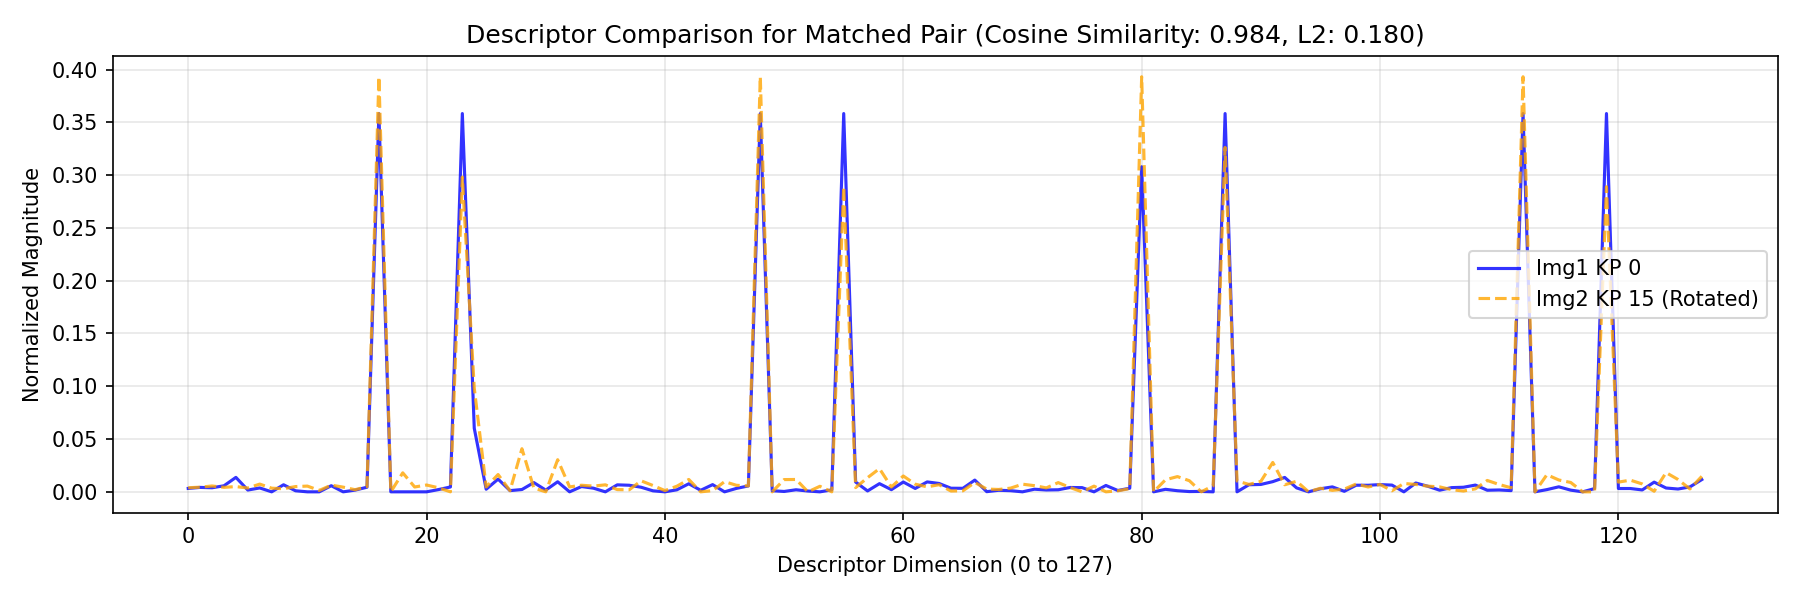 Descriptor Comparison for Matched Pair (Cosine Similarity: 0.984, L2: 0.180)
Normalized Magnitude
0.40
0.35
0.30
0.25
0.20
0.15
0.10
0.05
0.00
Img1 KP 0
Img2 KP 15 (Rotated)
0 20 40 60 80 100 120
Descriptor Dimension (0 to 127)